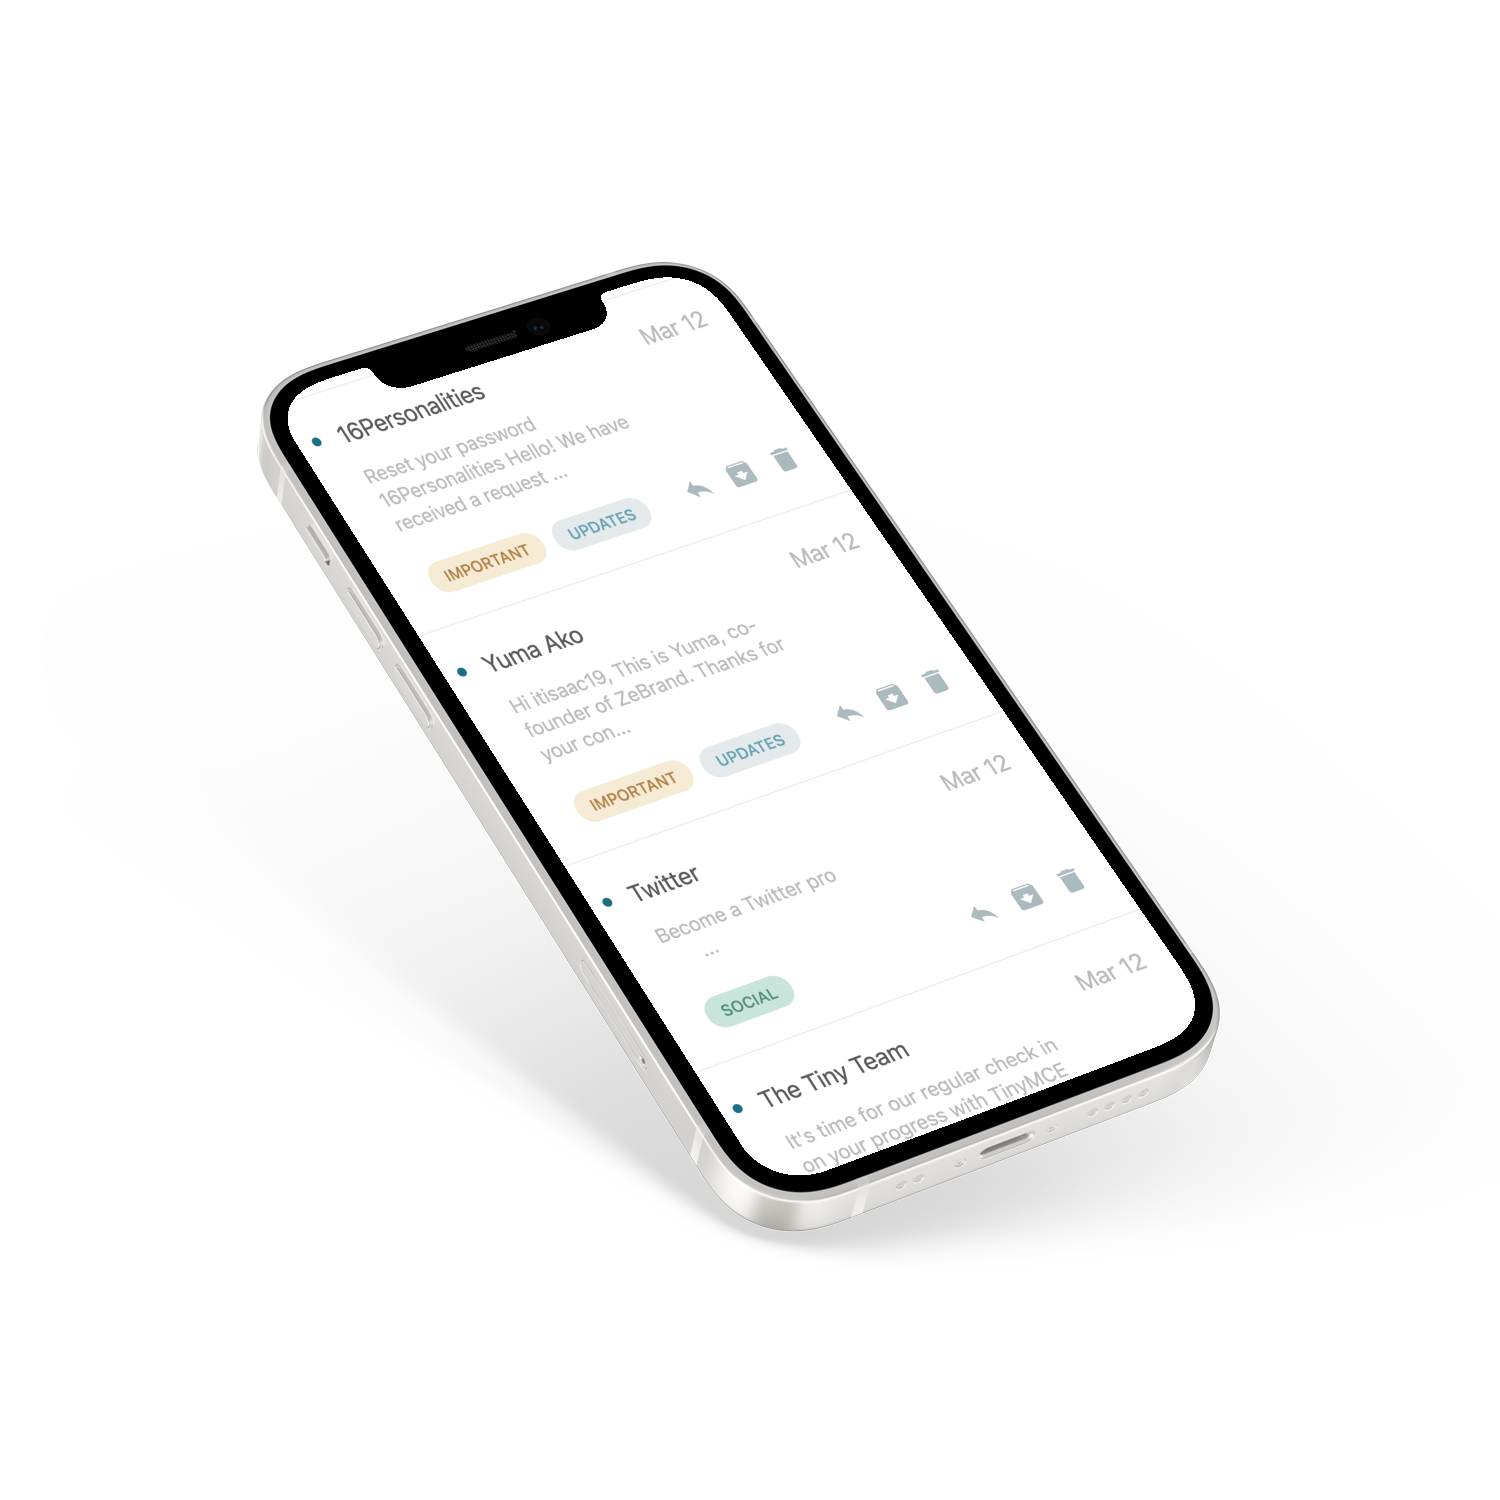 Mar 12
16Personalities
Reset your password
16Personalities Hello! We have
received a request ...
IMPORTANT
UPDATES
Mar 12
Yuma Ako
Hi itisaac19, This is Yuma, co-
founder of ZeBrand. Thanks for
your con...
IMPORTANT
UPDATES
Mar 12
Twitter
Become a Twitter pro
...
SOCIAL
Mar 12
The Tiny Team
It's time for our regular check in
on your progress with TinyMCE